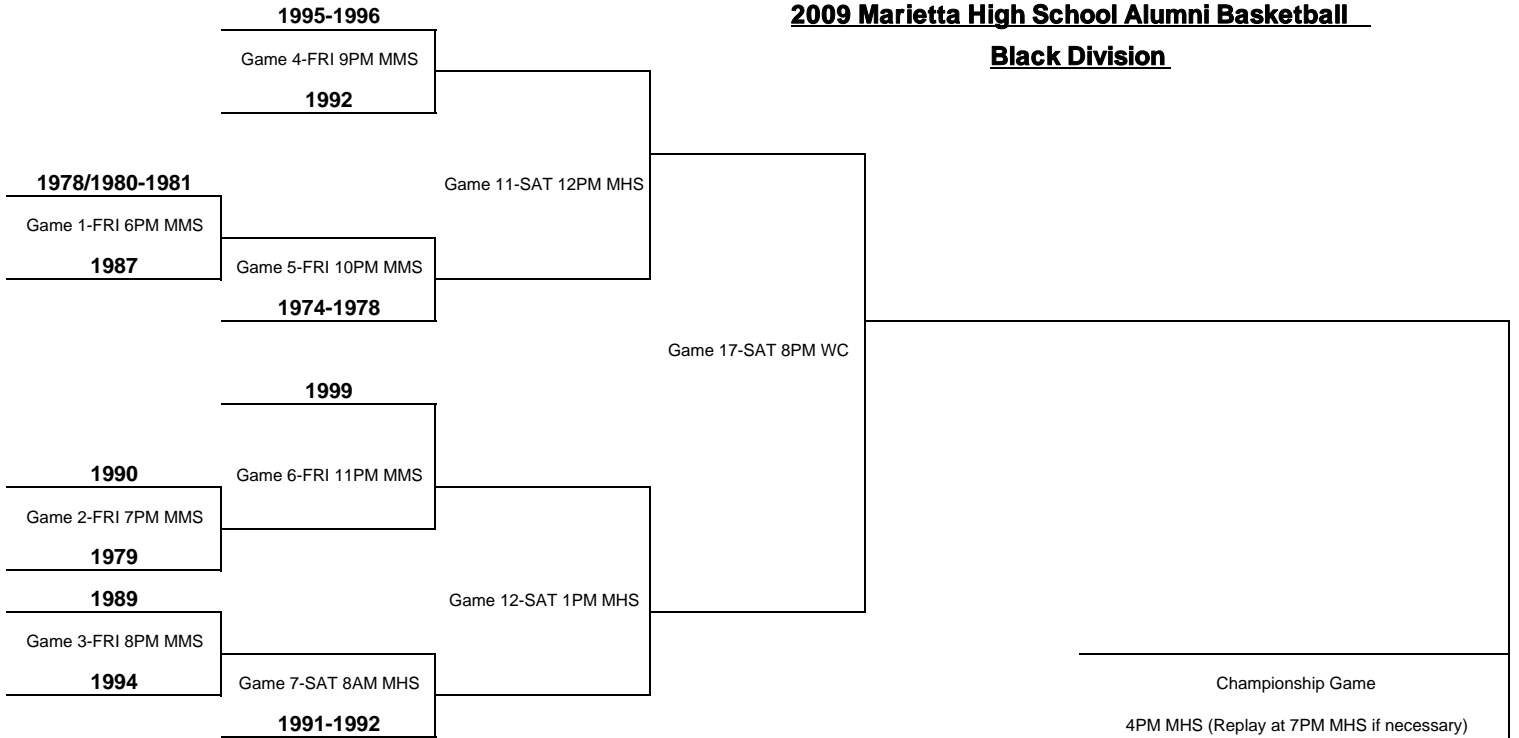 1995-1996
2009 Marietta High School Alumni Basketball
Game 4-FRI 9PM MMS
Black Division
1992
1978/1980-1981
Game 11-SAT 12PM MHS
Game 1-FRI 6PM MMS
1987
Game 5-FRI 10PM MMS
1974-1978
Game 17-SAT 8PM WC
1999
1990
Game 6-FRI 11PM MMS
Game 2-FRI 7PM MMS
1979
1989
Game 12-SAT 1PM MHS
Game 3-FRI 8PM MMS
1994
Game 7-SAT 8AM MHS
Championship Game
1991-1992
4PM MHS (Replay at 7PM MHS if necessary)